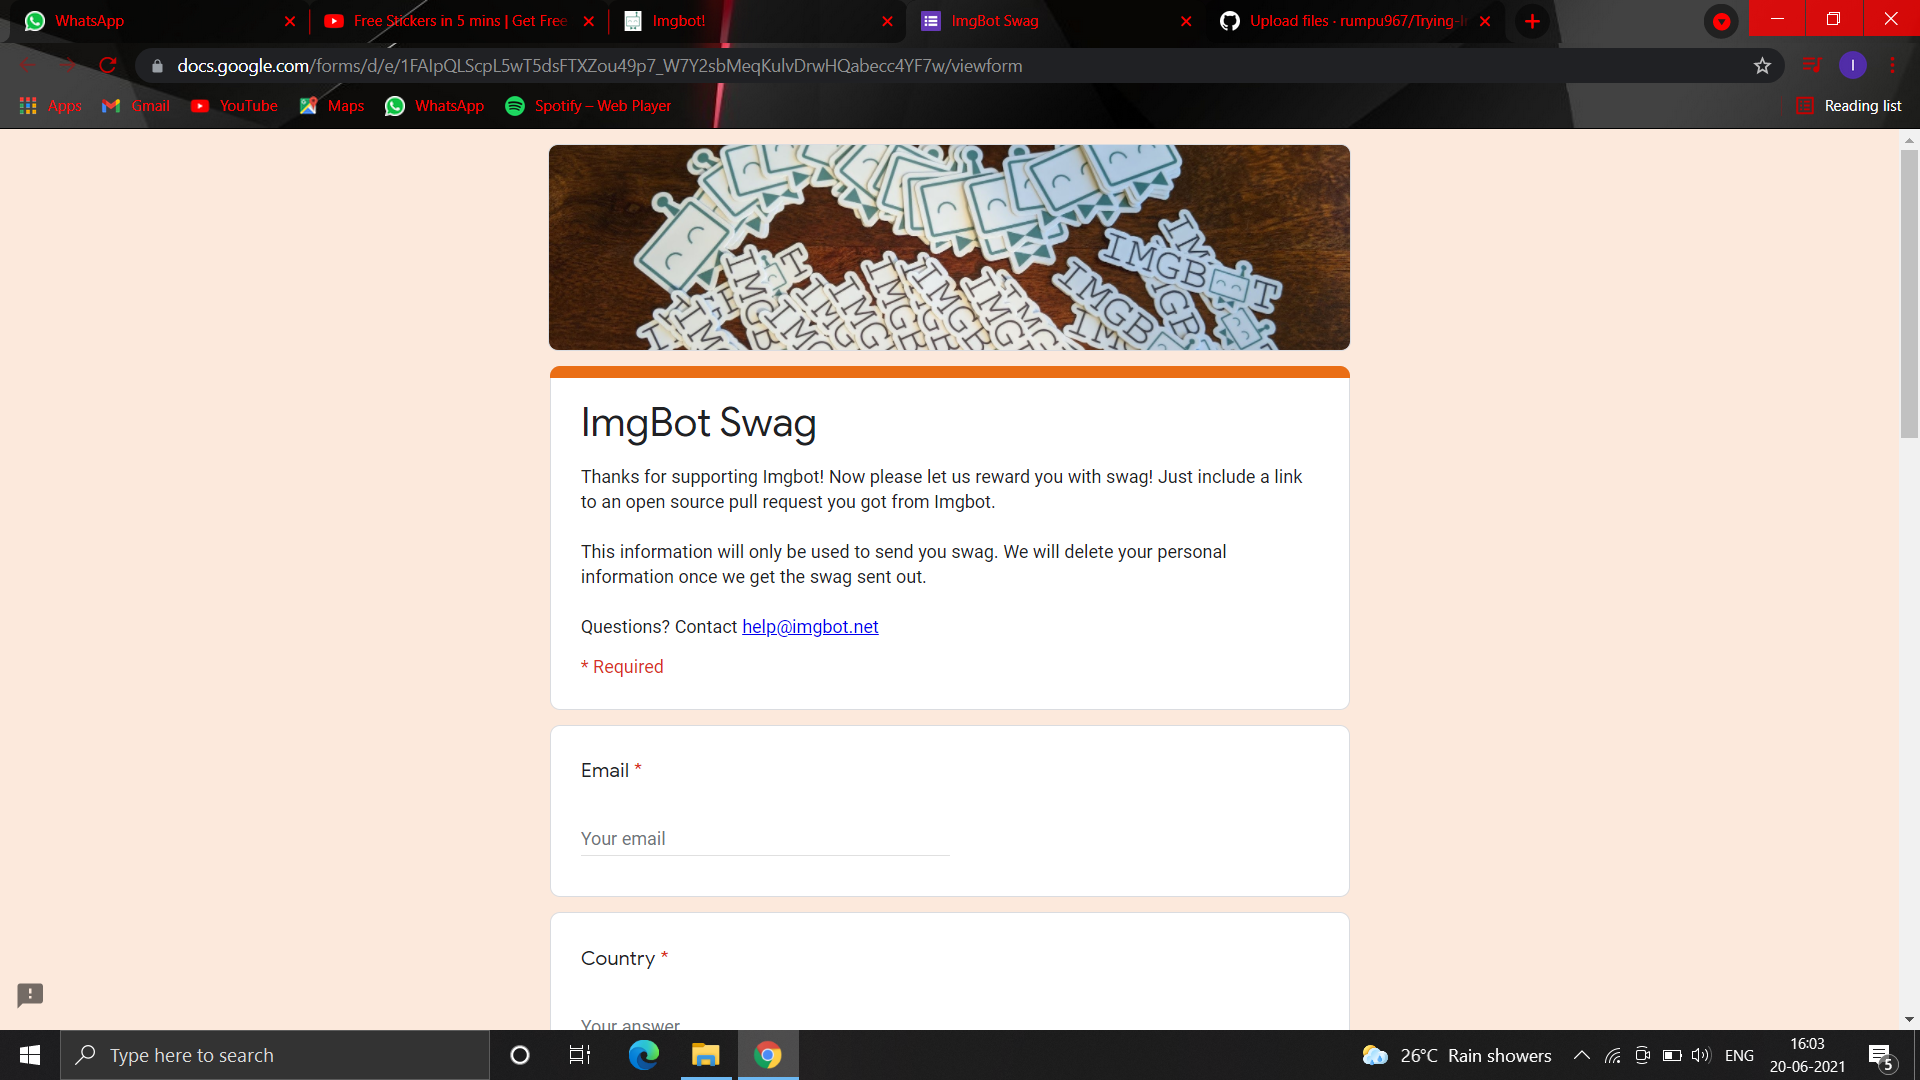 WhatsApp
Free Stickers in 5 mins | Get Free
Imgbot!
ImgBot Swag
Upload files · rumpu967/Trying-I
docs.google.com/forms/d/e/1FAIpQLScpL5wT5dsFTXZou49p7_W7Y2sbMeqKulvDrwHQabecc4YF7w/viewform
I
Apps
Gmail
YouTube
Maps
WhatsApp
Spotify – Web Player
Reading list
IMGB T
IMGB
IMGB
IMGB
ImgBot Swag
Thanks for supporting Imgbot! Now please let us reward you with swag! Just include a link
to an open source pull request you got from Imgbot.
This information will only be used to send you swag. We will delete your personal
information once we get the swag sent out.
Questions? Contact help@imgbot.net
* Required
Email *
Your email
Country *
Your answer
Type here to search
26°C Rain showers
ENG
16:03
20-06-2021
5